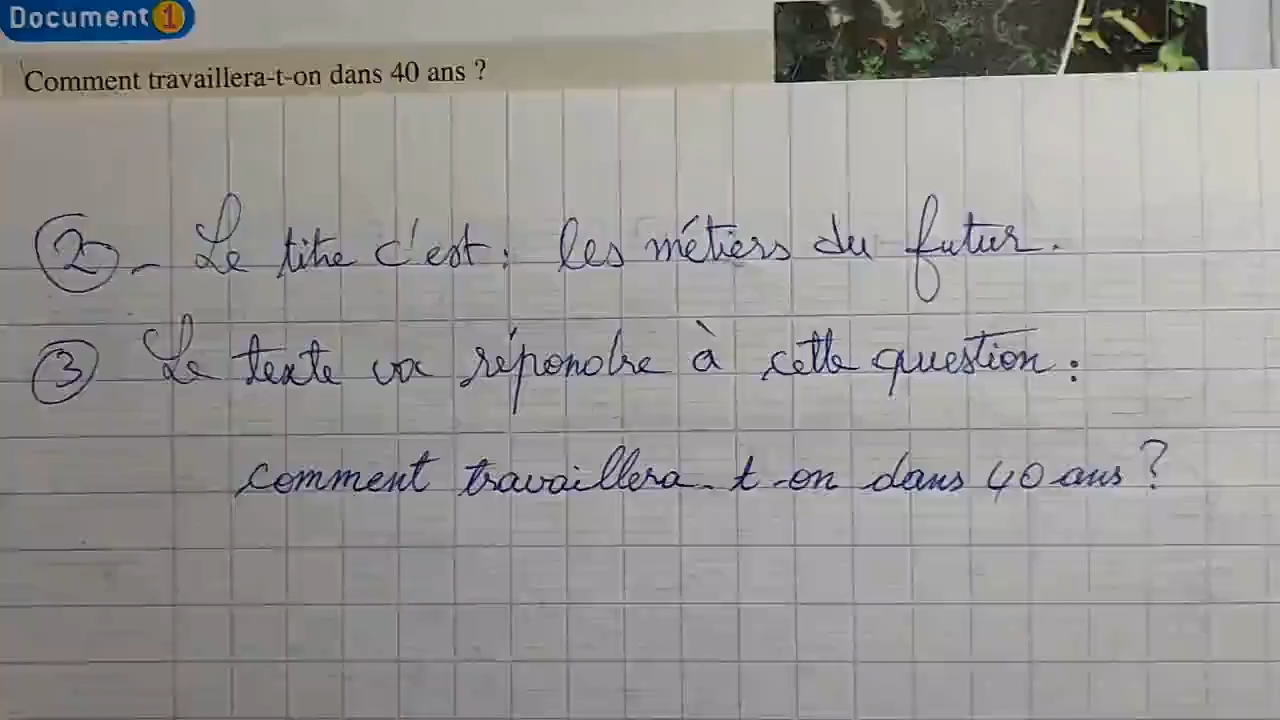 Document 1
Comment travaillera-t-on dans 40 ans ?
2 - Le titre c'est : les métiers du futur.
3 Le texte va répondre à cette question :
comment travaillera-t-on dans 40 ans ?